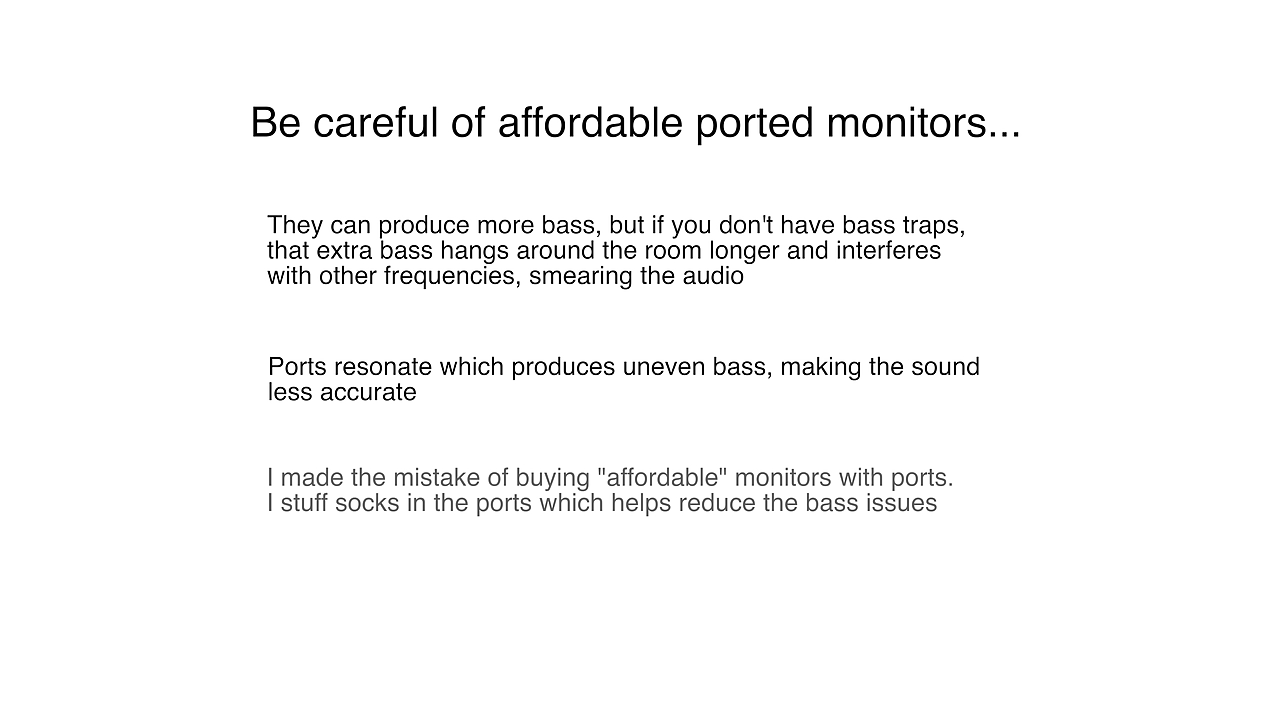 Be careful of affordable ported monitors...
They can produce more bass, but if you don't have bass traps,
that extra bass hangs around the room longer and interferes
with other frequencies, smearing the audio
Ports resonate which produces uneven bass, making the sound
less accurate
I made the mistake of buying "affordable" monitors with ports.
I stuff socks in the ports which helps reduce the bass issues